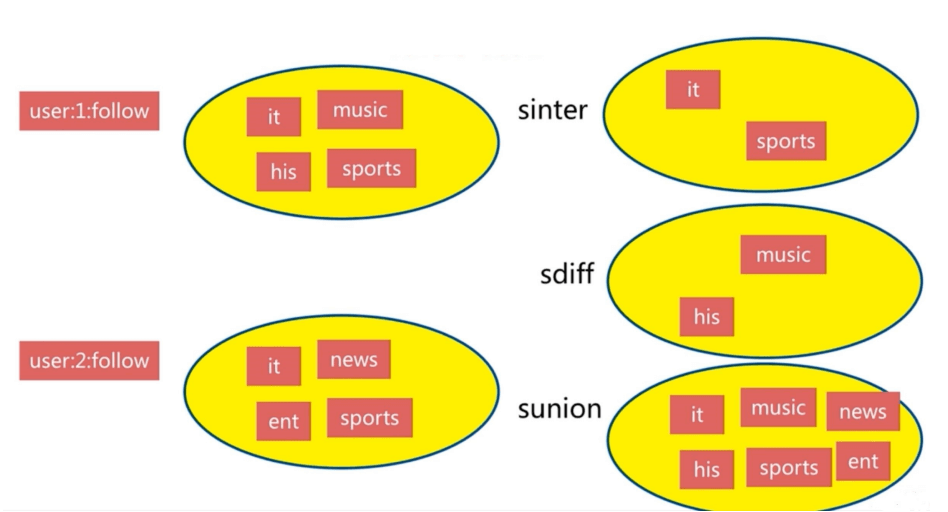 user:1:follow
it
music
his
sports
sinter
it
sports
sdiff
music
his
user:2:follow
it
news
ent
sports
sunion
it
music
news
his
sports
ent